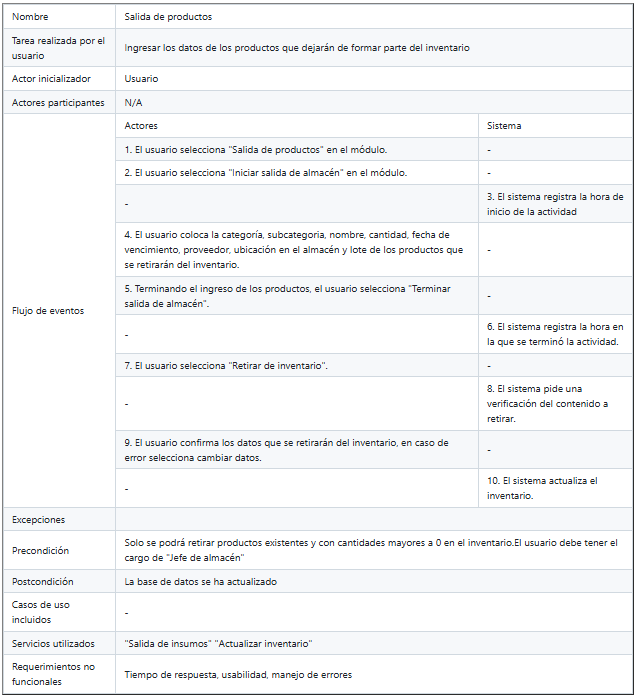 Nombre
Salida de productos
Tarea realizada por el
usuario
Ingresar los datos de los productos que dejarán de formar parte del inventario
Actor inicializador
Usuario
Actores participantes
N/A
Flujo de eventos
Actores
Sistema
1. El usuario selecciona "Salida de productos" en el módulo.
-
2. El usuario selecciona "Iniciar salida de almacén" en el módulo.
-
-
3. El sistema registra la hora de
inicio de la actividad
4. El usuario coloca la categoría, subcategoria, nombre, cantidad, fecha de
vencimiento, proveedor, ubicación en el almacén y lote de los productos que
se retirarán del inventario.
-
5. Terminando el ingreso de los productos, el usuario selecciona "Terminar
salida de almacén".
-
-
6. El sistema registra la hora en
la que se terminó la actividad.
7. El usuario selecciona "Retirar de inventario".
-
-
8. El sistema pide una
verificación del contenido a
retirar.
9. El usuario confirma los datos que se retirarán del inventario, en caso de
error selecciona cambiar datos.
-
-
10. El sistema actualiza el
inventario.
Excepciones
Precondición
Solo se podrá retirar productos existentes y con cantidades mayores a 0 en el inventario.El usuario debe tener el
cargo de "Jefe de almacén"
Postcondición
La base de datos se ha actualizado
Casos de uso
incluidos
-
Servicios utilizados
"Salida de insumos" "Actualizar inventario"
Requerimientos no
funcionales
Tiempo de respuesta, usabilidad, manejo de errores